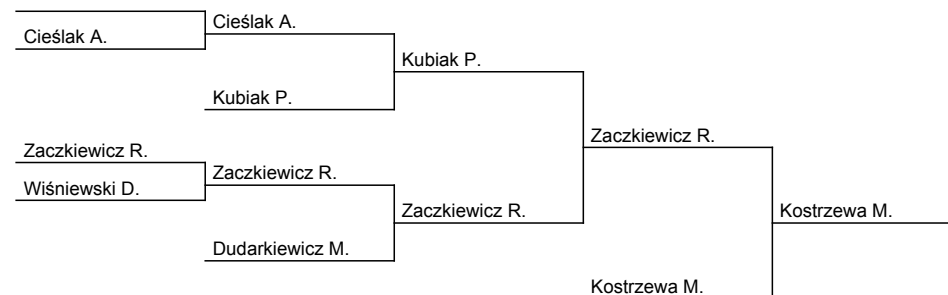 Cieślak A.
Cieślak A.
Kubiak P.
Kubiak P.
Zaczkiewicz R.
Zaczkiewicz R.
Wiśniewski D.
Zaczkiewicz R.
Zaczkiewicz R.
Kostrzewa M.
Dudarkiewicz M.
Kostrzewa M.